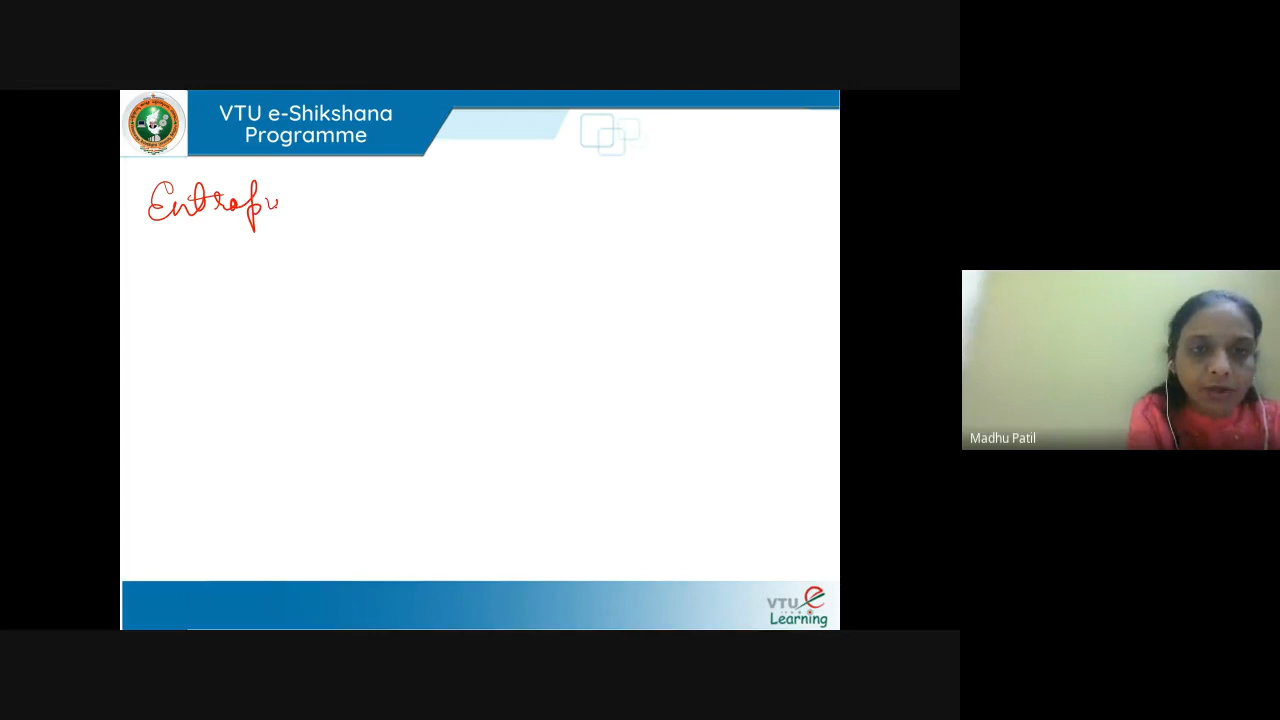 VTU e-Shikshana
Programme
Entropy
Madhu Patil
VTU e
Learning